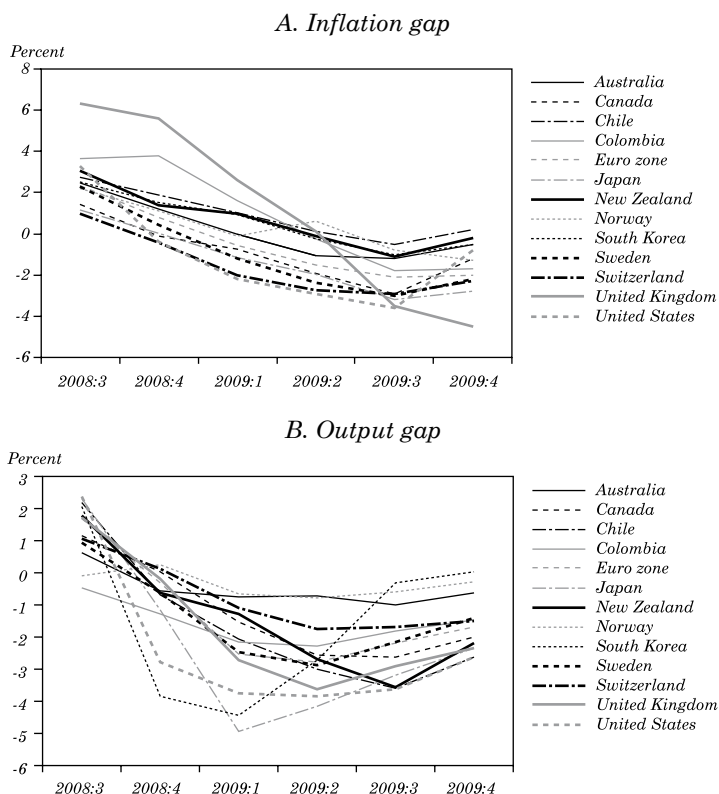 A. Inflation gap
Percent
8
6
4
2
0
-2
-4
-6
2008:3 2008:4 2009:1 2009:2 2009:3 2009:4
Australia
Canada
Chile
Colombia
Euro zone
Japan
New Zealand
Norway
South Korea
Sweden
Switzerland
United Kingdom
United States
B. Output gap
Percent
3
2
1
0
-1
-2
-3
-4
-5
-6
2008:3 2008:4 2009:1 2009:2 2009:3 2009:4
Australia
Canada
Chile
Colombia
Euro zone
Japan
New Zealand
Norway
South Korea
Sweden
Switzerland
United Kingdom
United States